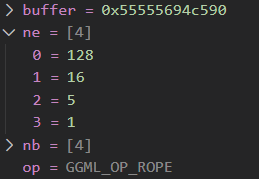 buffer = 0x55555694c590
ne = [4]
0 = 128
1 = 16
2 = 5
3 = 1
nb = [4]
op = GGML_OP_ROPE